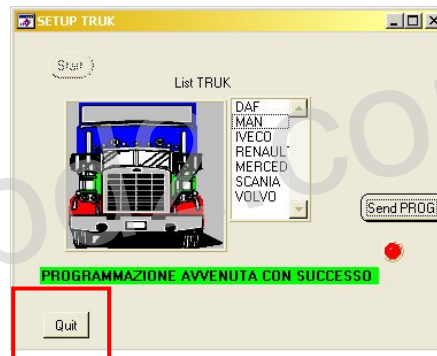 SETUP TRUK
Start
List TRUK
DAF
MAN
IVECO
RENAULT
MERCED
SCANIA
VOLVO
Send PROG
PROGRAMMAZIONE AVVENUTA CON SUCCESSO
Quit